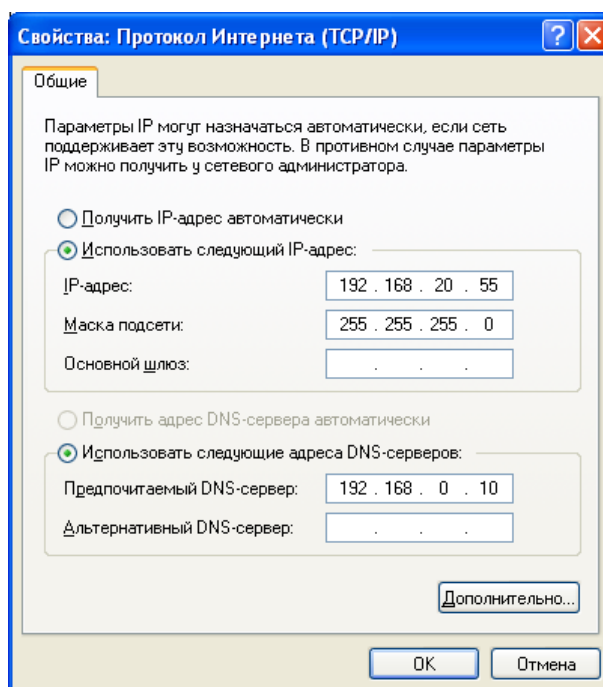 Свойства: Протокол Интернета (TCP/IP)
Общие
Параметры IP могут назначаться автоматически, если сеть
поддерживает эту возможность. В противном случае параметры
IP можно получить у сетевого администратора.
Получить IP-адрес автоматически
Использовать следующий IP-адрес:
IP-адрес: 192 . 168 . 20 . 55
Маска подсети: 255 . 255 . 255 . 0
Основной шлюз: . . .
Получить адрес DNS-сервера автоматически
Использовать следующие адреса DNS-серверов:
Предпочитаемый DNS-сервер: 192 . 168 . 0 . 10
Альтернативный DNS-сервер: . . .
Дополнительно...
OK Отмена